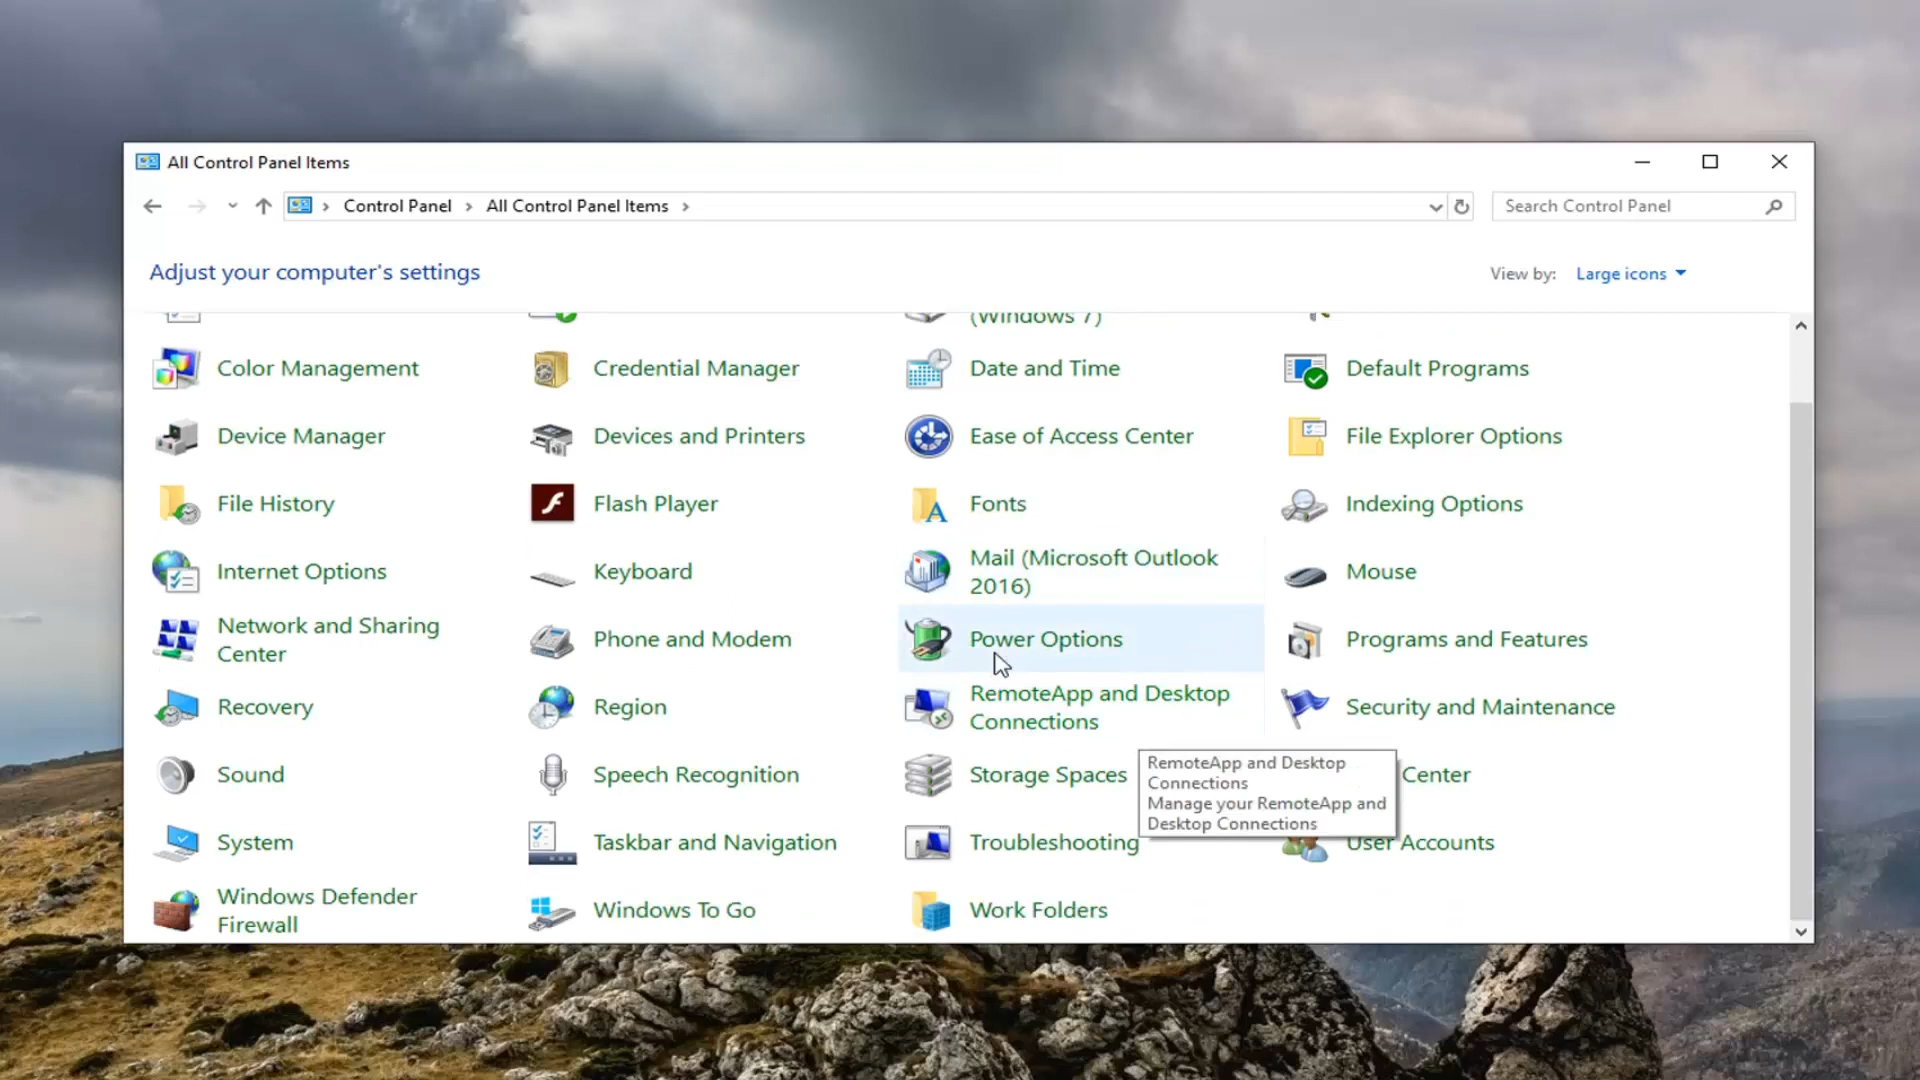 All Control Panel Items
Control Panel
All Control Panel Items
Search Control Panel
Adjust your computer's settings
View by:
Large icons
(Windows 7)
Color Management
Credential Manager
Date and Time
Default Programs
Device Manager
Devices and Printers
Ease of Access Center
File Explorer Options
File History
Flash Player
Fonts
Indexing Options
Internet Options
Keyboard
Mail (Microsoft Outlook
2016)
Mouse
Network and Sharing
Center
Phone and Modem
Power Options
Programs and Features
Recovery
Region
RemoteApp and Desktop
Connections
Security and Maintenance
Sound
Speech Recognition
Storage Spaces
RemoteApp and Desktop
Connections
Manage your RemoteApp and
Desktop Connections
Center
System
Taskbar and Navigation
Troubleshooting
User Accounts
Windows Defender
Firewall
Windows To Go
Work Folders